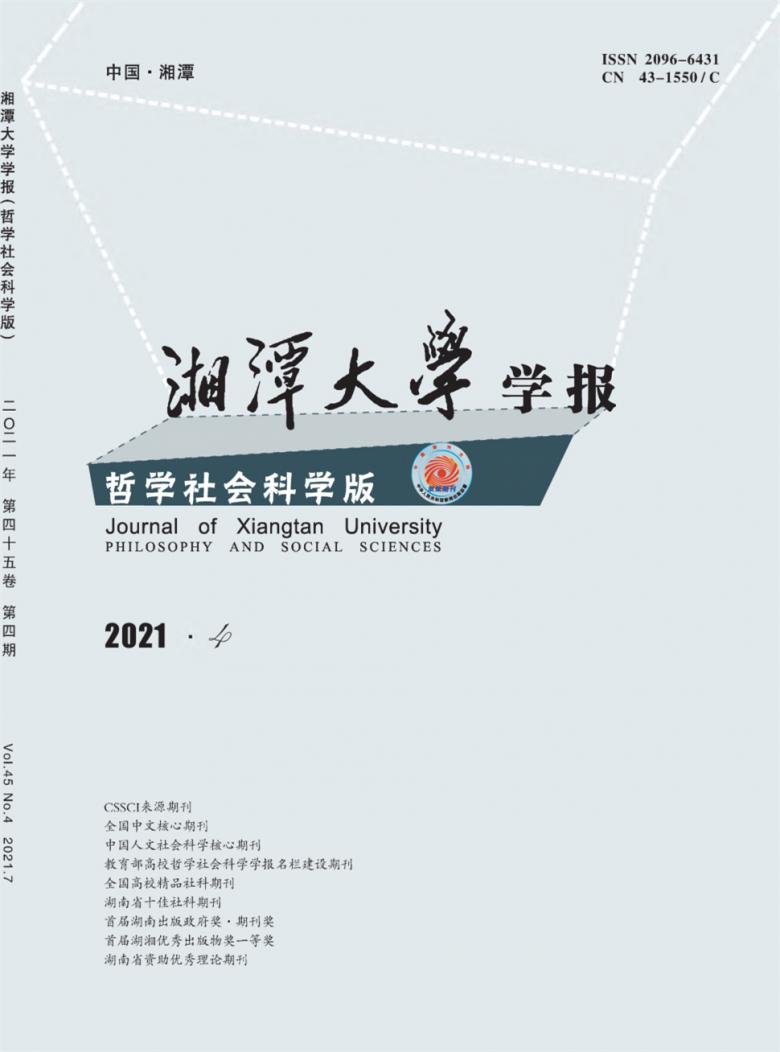 中国·湘潭
ISSN 2096-6431
CN 43-1550/C
湘潭大学学报(哲学社会科学版) 二〇二一年 第四十五卷 第四期 Vol.45 No.4 2021.7
湘潭大学 学报
哲学社会科学版
Journal of Xiangtan University
PHILOSOPHY AND SOCIAL SCIENCES
2021·4
CSSCI来源期刊
全国中文核心期刊
中国人文社会科学核心期刊
教育部高校哲学社会科学学报名栏建设期刊
全国高校精品社科期刊
湖南省十佳社科期刊
首届湖南出版政府奖·期刊奖
首届湖湘优秀出版物奖一等奖
湖南省资助优秀理论期刊